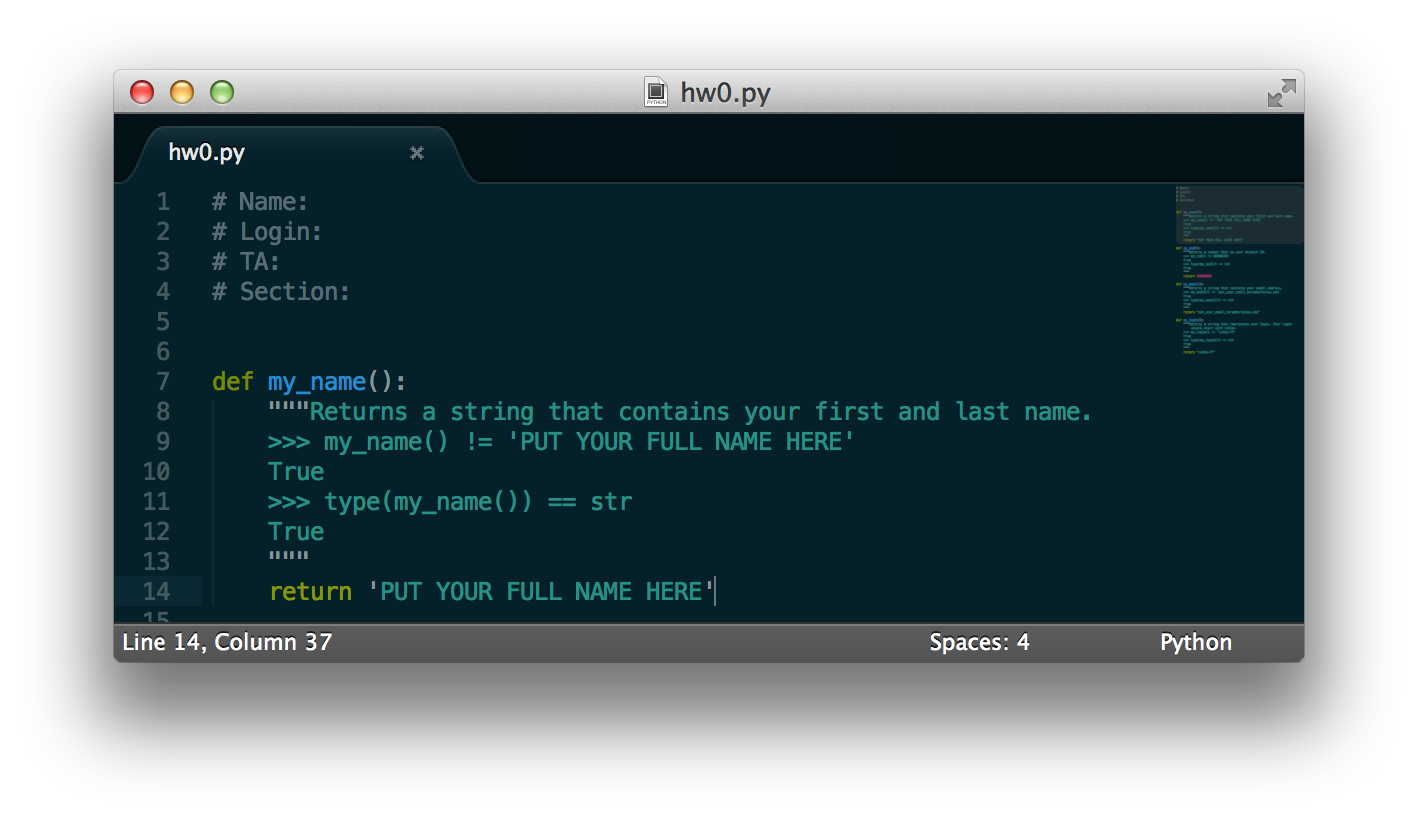 hw0.py
hw0.py
1 # Name:
2 # Login:
3 # TA:
4 # Section:
5
6
7 def my_name():
8     """Returns a string that contains your first and last name.
9     >>> my_name() != 'PUT YOUR FULL NAME HERE'
10     True
11     >>> type(my_name()) == str
12     True
13     """
14     return 'PUT YOUR FULL NAME HERE'
15
Line 14, Column 37 Spaces: 4 Python